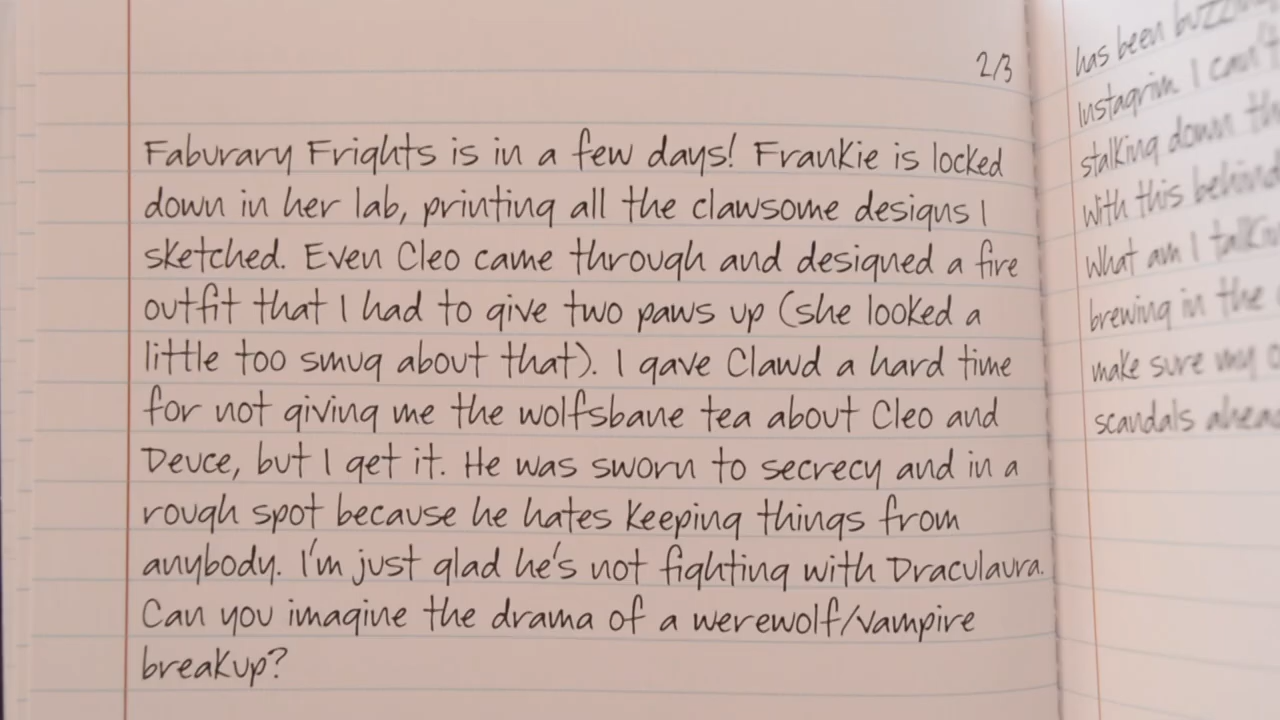 2/3
Faburary Frights is in a few days! Frankie is locked
down in her lab, printing all the clawsome designs I
sketched. Even Cleo came through and designed a fire
outfit that I had to give two paws up (she looked a
little too smug about that). I gave Clawd a hard time
for not giving me the wolfsbane tea about Cleo and
Deuce, but I get it. He was sworn to secrecy and in a
rough spot because he hates keeping things from
anybody. I'm just glad he's not fighting with Draculaura.
Can you imagine the drama of a werewolf/vampire
breakup?
has been
Instagrim. I can't
stalking down
with this behind
What am I
brewing in the
make sure my
scandals